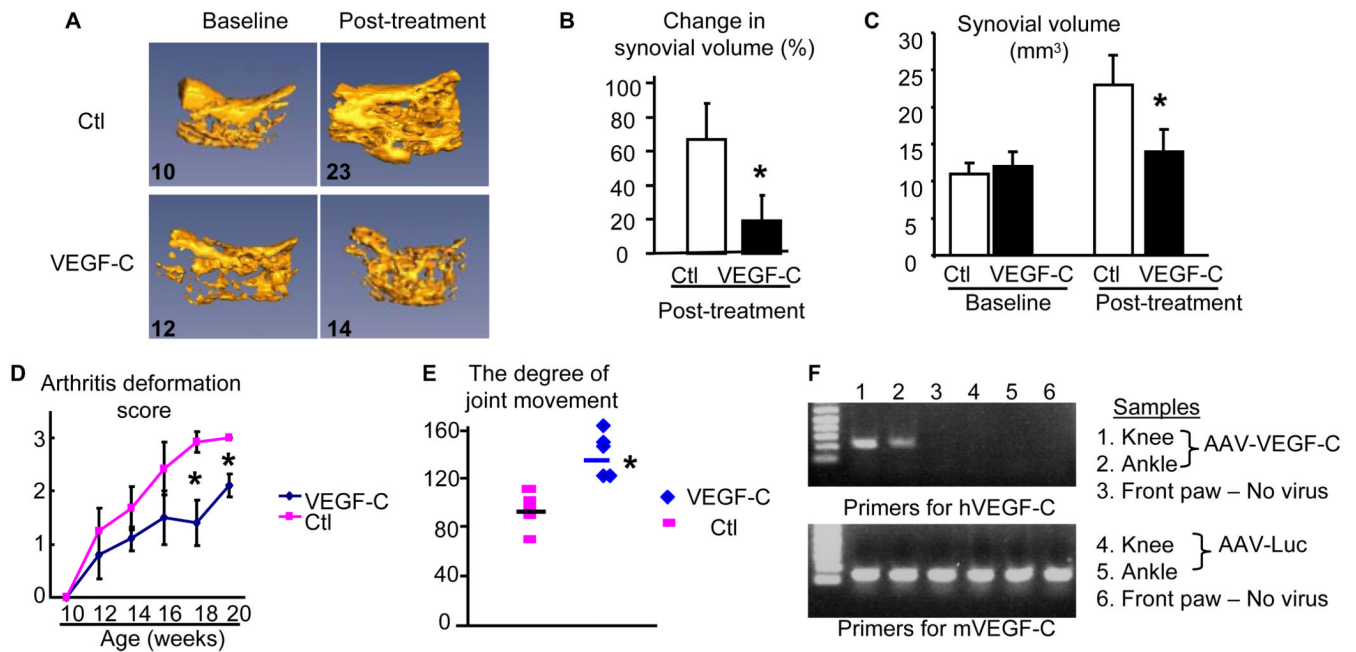 A
Baseline
Post-treatment
Ctl
10
23
VEGF-C
12
14
B
Change in
synovial volume (%)
100
80
60
40
20
0
*
Ctl VEGF-C
Post-treatment
C
Synovial volume
(mm³)
30
25
20
15
10
5
0
*
Ctl VEGF-C Ctl VEGF-C
Baseline Post-treatment
D
Arthritis deformation
score
3
2
1
0
* *
VEGF-C
Ctl
10 12 14 16 18 20
Age (weeks)
E
The degree of
joint movement
160
120
80
40
0
*
VEGF-C
Ctl
F
1 2 3 4 5 6
Primers for hVEGF-C
Primers for mVEGF-C
Samples
1. Knee
2. Ankle
AAV-VEGF-C
3. Front paw – No virus
4. Knee
5. Ankle
AAV-Luc
6. Front paw – No virus